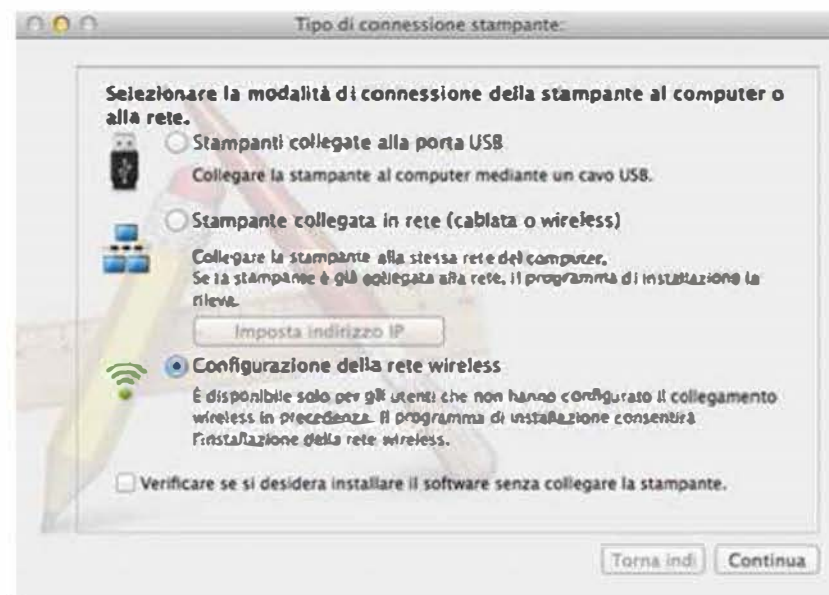 Tipo di connessione stampante:
Selezionare la modalità di connessione della stampante al computer o
alla rete.
Stampanti collegate alla porta USB
Collegare la stampante al computer mediante un cavo USB.
Stampante collegata in rete (cablata o wireless)
Collegare la stampante alla stessa rete del computer.
Se la stampante è già collegata alla rete, il programma di installazione la
rileva.
Imposta indirizzo IP
Configurazione della rete wireless
È disponibile solo per gli utenti che non hanno configurato il collegamento
wireless in precedenza. Il programma di installazione consentirà
l'installazione della rete wireless.
Verificare se si desidera installare il software senza collegare la stampante.
Torna indi
Continua